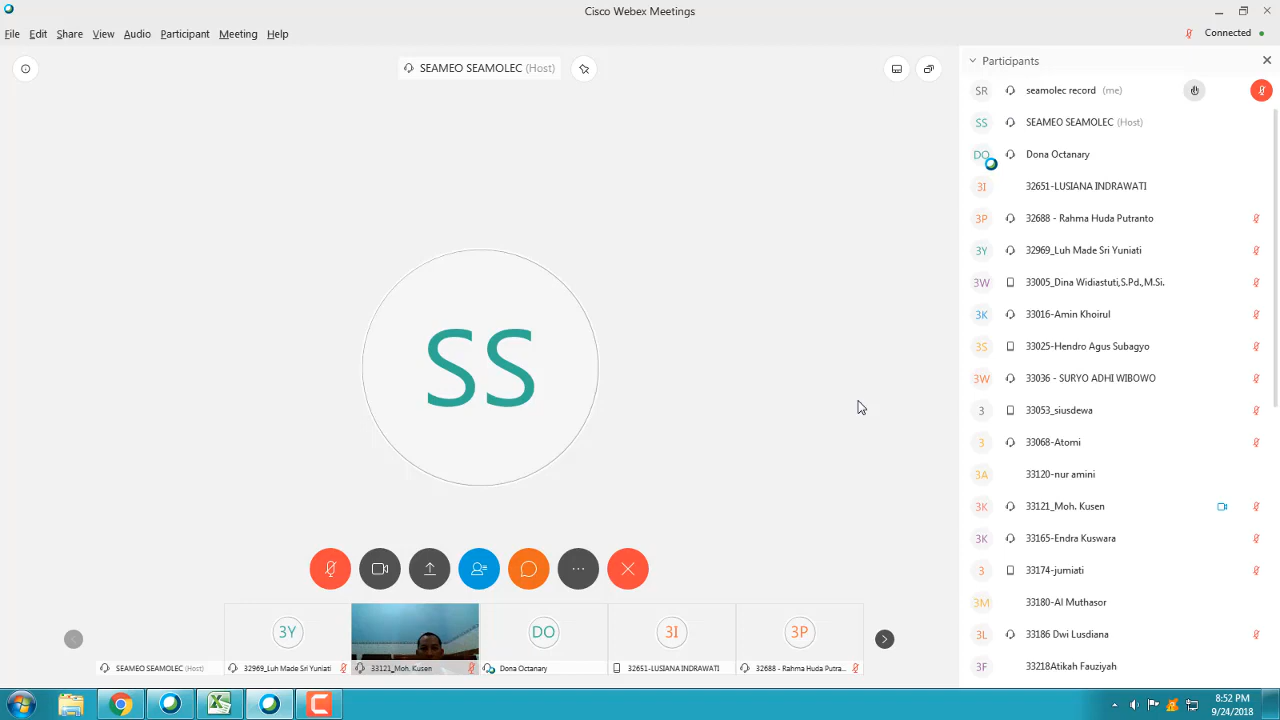 Cisco Webex Meetings
File Edit Share View Audio Participant Meeting Help
Connected
SEAMEO SEAMOLEC (Host)
SS
3Y
DO
3I
3P
SEAMEO SEAMOLEC (Host)
32969_Luh Made Sri Yuniati
33121_Moh. Kusen
Dona Octanary
32651-LUSIANA INDRAWATI
32688 - Rahma Huda Putra...
Participants
SR seamolec record (me)
SS SEAMEO SEAMOLEC (Host)
DO Dona Octanary
3I 32651-LUSIANA INDRAWATI
3P 32688 - Rahma Huda Putranto
3Y 32969_Luh Made Sri Yuniati
3W 33005_Dina Widiastuti,S.Pd.,M.Si.
3K 33016-Amin Khoirul
3S 33025-Hendro Agus Subagyo
3W 33036 - SURYO ADHI WIBOWO
3 33053_siusdewa
3 33068-Atomi
3A 33120-nur amini
3K 33121_Moh. Kusen
3K 33165-Endra Kuswara
3 33174-jumiati
3M 33180-Al Muthasor
3L 33186 Dwi Lusdiana
3F 33218Atikah Fauziyah
8:52 PM
9/24/2018